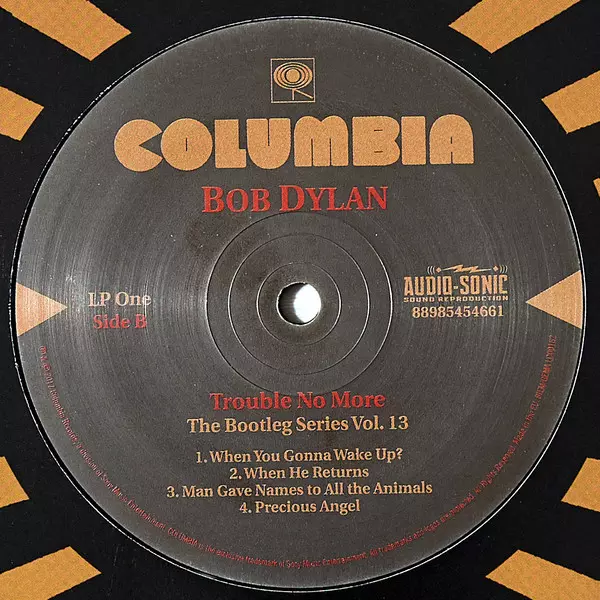 COLUMBIA
BOB DYLAN
LP One
Side B
AUDIO-SONIC
SOUND REPRODUCTION
88985454661
Trouble No More
The Bootleg Series Vol. 13
1. When You Gonna Wake Up?
2. When He Returns
3. Man Gave Names to All the Animals
4. Precious Angel